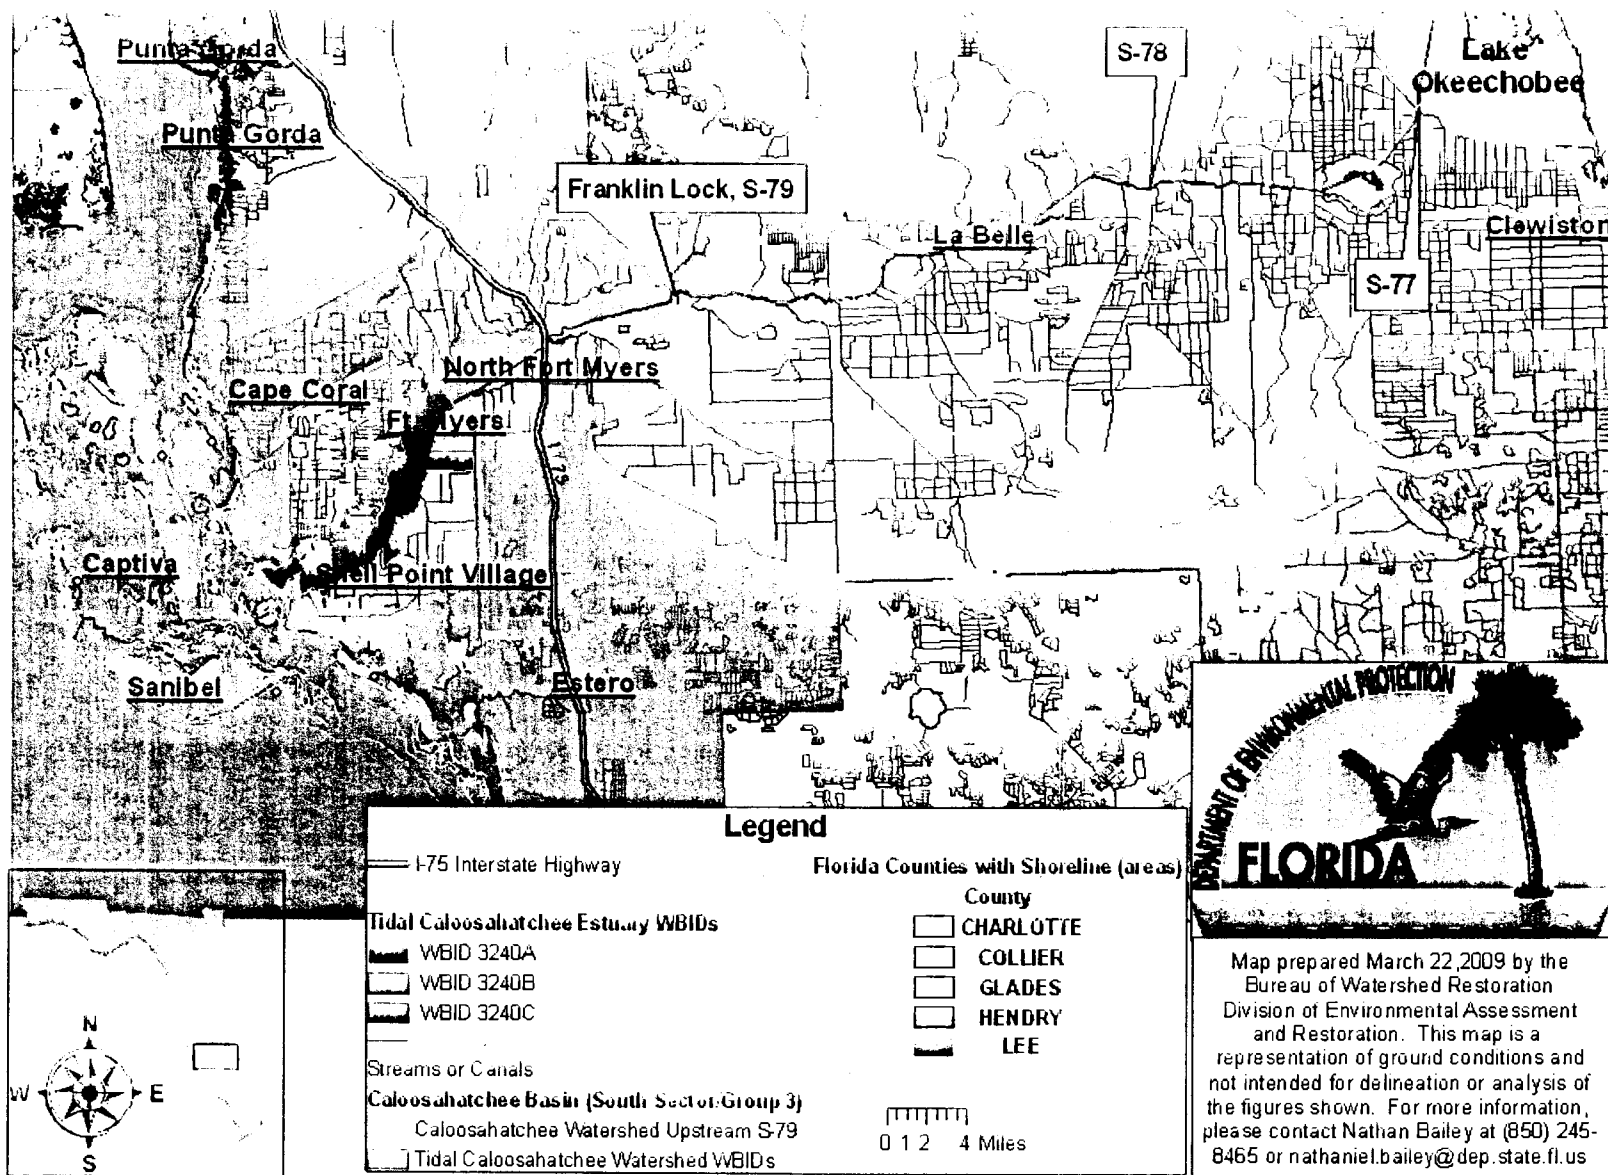 Punta Gorda
Punta Gorda
S-78
Lake
Okeechobee
Franklin Lock, S-79
La Belle
Clewiston
S-77
North Fort Myers
Cape Coral
Ft Myers
I-75
Captiva
Shell Point Village
Sanibel
Estero
DEPARTMENT OF ENVIRONMENTAL PROTECTION
FLORIDA
Legend
I-75 Interstate Highway
Tidal Caloosahatchee Estuary WBIDs
WBID 3240A
WBID 3240B
WBID 3240C
Streams or Canals
Caloosahatchee Basin (South Sector Group 3)
Caloosahatchee Watershed Upstream S-79
Tidal Caloosahatchee Watershed WBIDs
Florida Counties with Shoreline (areas)
County
CHARLOTTE
COLLIER
GLADES
HENDRY
LEE
0 1 2 4 Miles
N
W E
S
Map prepared March 22,2009 by the
Bureau of Watershed Restoration
Division of Environmental Assessment
and Restoration. This map is a
representation of ground conditions and
not intended for delineation or analysis of
the figures shown. For more information,
please contact Nathan Bailey at (850) 245-
8465 or nathaniel.bailey@dep.state.fl.us